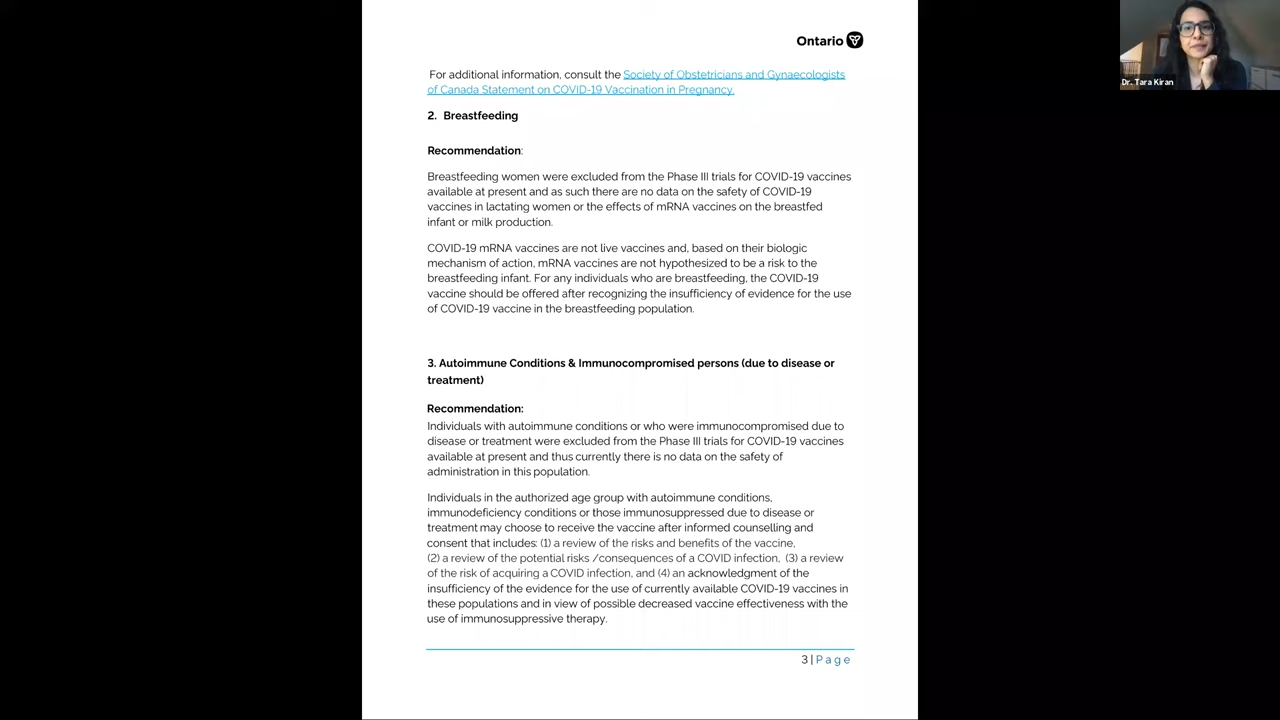 Ontario
For additional information, consult the Society of Obstetricians and Gynaecologists
of Canada Statement on COVID-19 Vaccination in Pregnancy.
2. Breastfeeding
Recommendation:
Breastfeeding women were excluded from the Phase III trials for COVID-19 vaccines
available at present and as such there are no data on the safety of COVID-19
vaccines in lactating women or the effects of mRNA vaccines on the breastfed
infant or milk production.
COVID-19 mRNA vaccines are not live vaccines and, based on their biologic
mechanism of action, mRNA vaccines are not hypothesized to be a risk to the
breastfeeding infant. For any individuals who are breastfeeding, the COVID-19
vaccine should be offered after recognizing the insufficiency of evidence for the use
of COVID-19 vaccine in the breastfeeding population.
3. Autoimmune Conditions & Immunocompromised persons (due to disease or
treatment)
Recommendation:
Individuals with autoimmune conditions or who were immunocompromised due to
disease or treatment were excluded from the Phase III trials for COVID-19 vaccines
available at present and thus currently there is no data on the safety of
administration in this population.
Individuals in the authorized age group with autoimmune conditions,
immunodeficiency conditions or those immunosuppressed due to disease or
treatment may choose to receive the vaccine after informed counselling and
consent that includes: (1) a review of the risks and benefits of the vaccine,
(2) a review of the potential risks /consequences of a COVID infection, (3) a review
of the risk of acquiring a COVID infection, and (4) an acknowledgment of the
insufficiency of the evidence for the use of currently available COVID-19 vaccines in
these populations and in view of possible decreased vaccine effectiveness with the
use of immunosuppressive therapy.
3 | Page
Dr. Tara Kiran